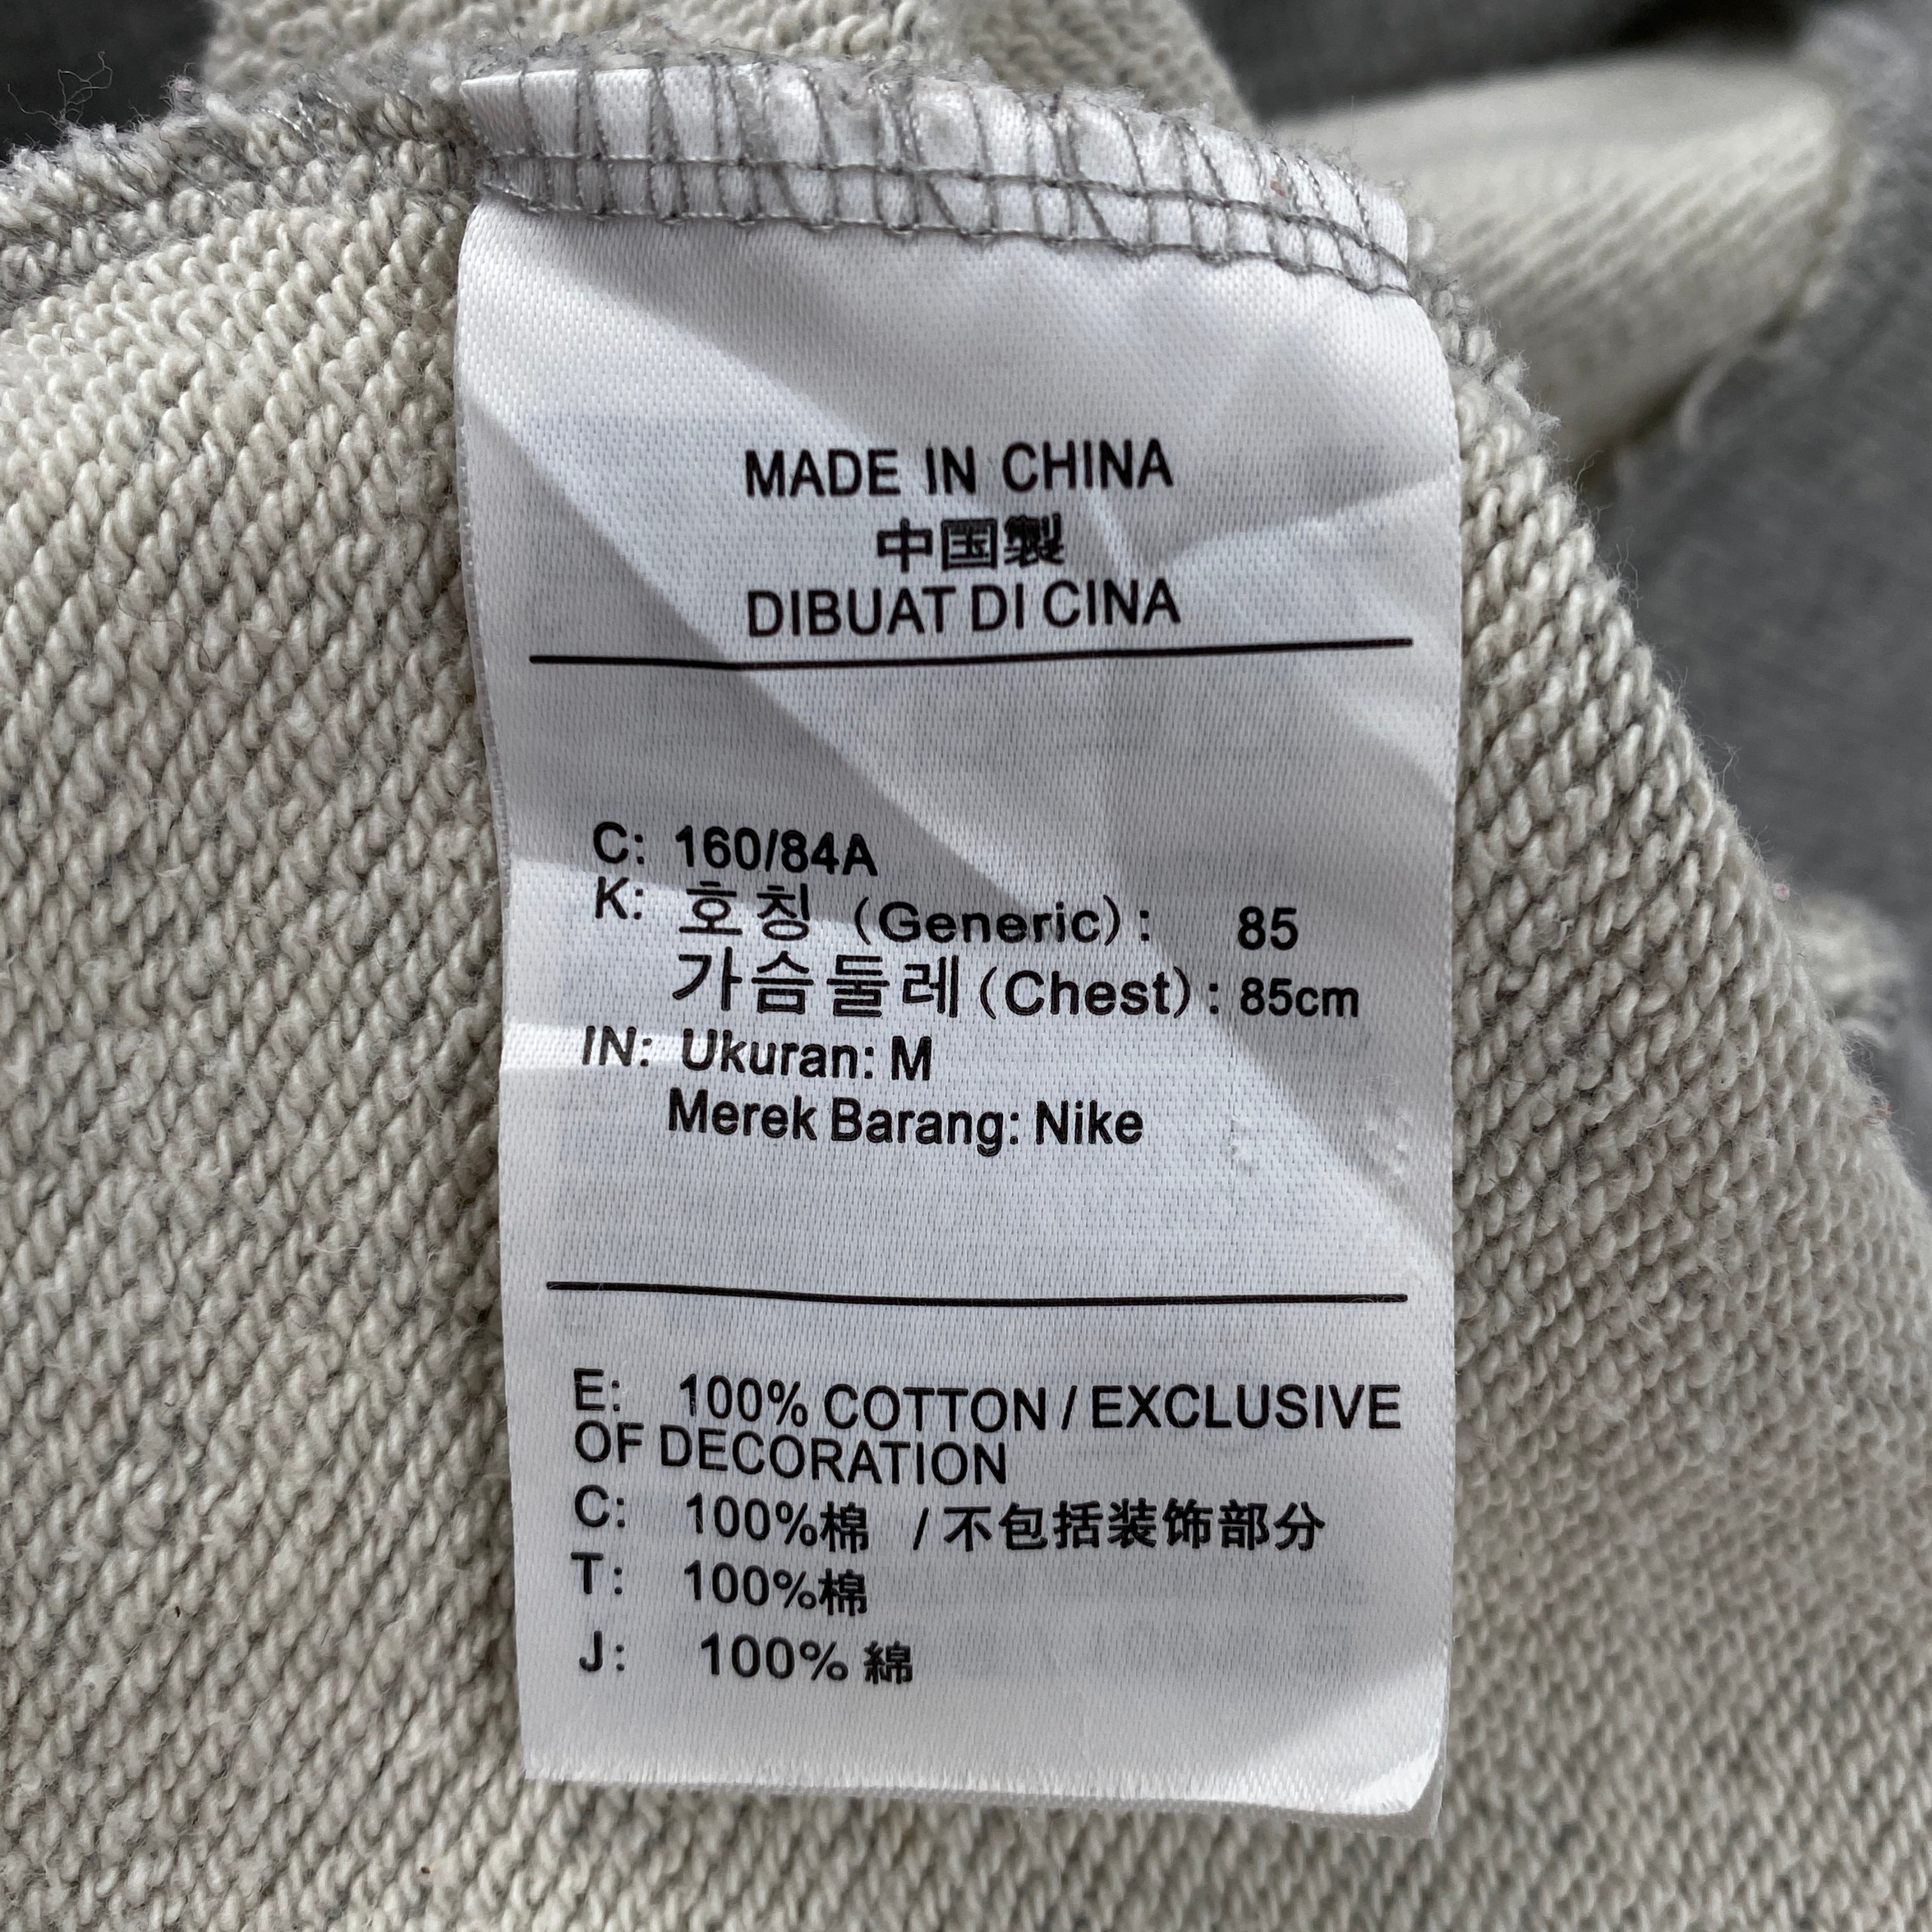 MADE IN CHINA
中国製
DIBUAT DI CINA
C: 160/84A
K: 호칭 (Generic): 85
가슴둘레 (Chest): 85cm
IN: Ukuran: M
Merek Barang: Nike
E: 100% COTTON / EXCLUSIVE
OF DECORATION
C: 100%棉 / 不包括装饰部分
T: 100%棉
J: 100% 綿